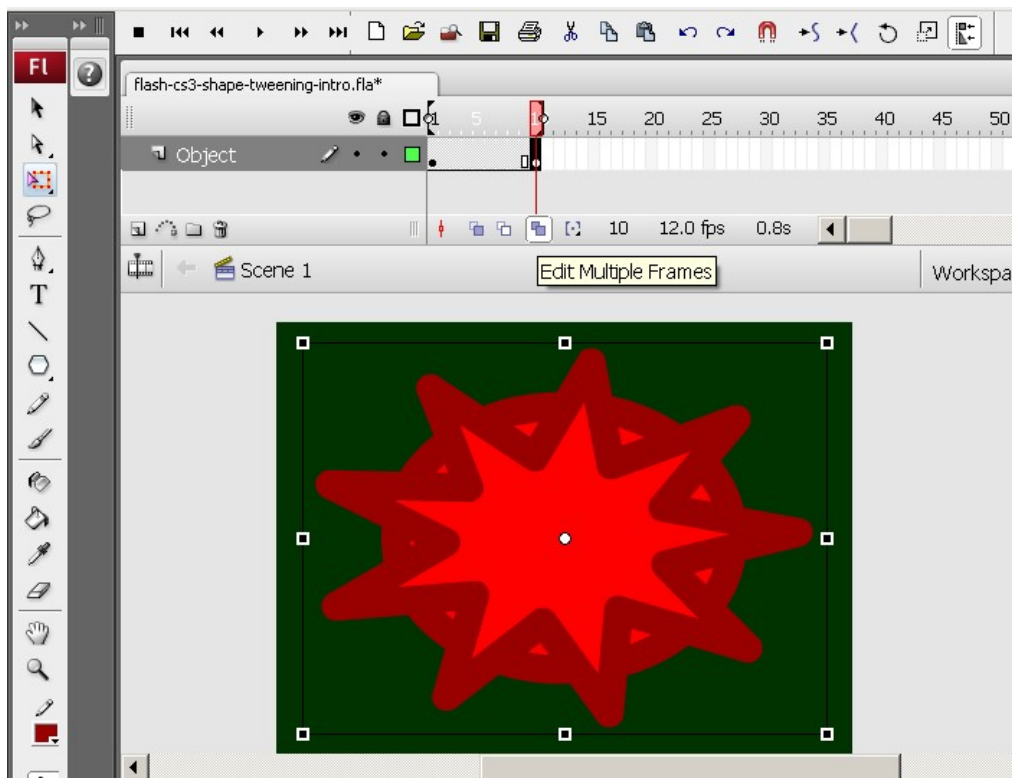 Fl
flash-cs3-shape-tweening-intro.fla*
1 5 10 15 20 25 30 35 40 45 50
Object
10 12.0 fps 0.8s
Scene 1
Edit Multiple Frames
Workspa
T